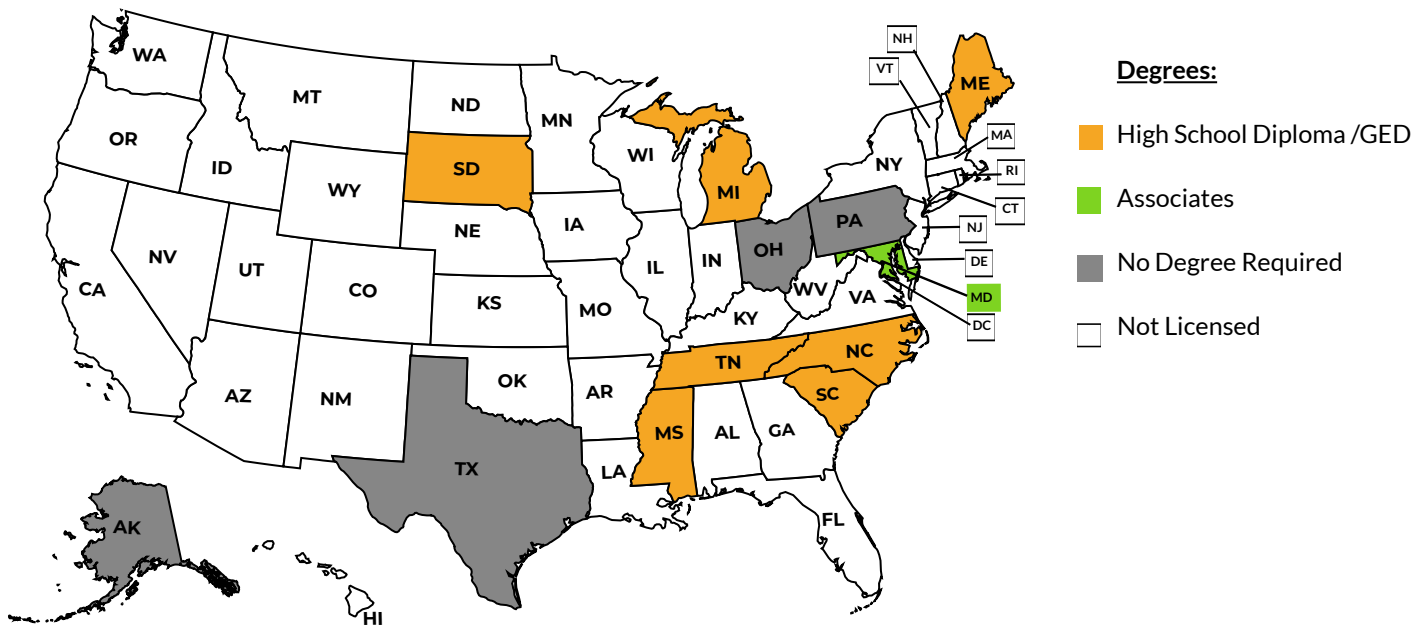 NH
WA
VT
ME
MT
ND
MN
OR
MA
WI
NY
ID
SD
RI
WY
MI
CT
PA
IA
NE
NJ
OH
NV
IL
IN
DE
UT
CA
CO
WV
VA
MD
KS
MO
KY
DC
NC
TN
OK
AR
SC
AZ
NM
MS
AL
GA
TX
LA
FL
AK
HI
Degrees:
High School Diploma /GED
Associates
No Degree Required
Not Licensed